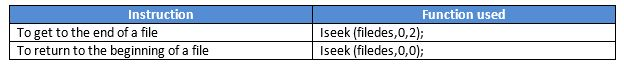 Instruction Function used
To get to the end of a file Iseek (filedes,0,2);
To return to the beginning of a file Iseek (filedes,0,0);